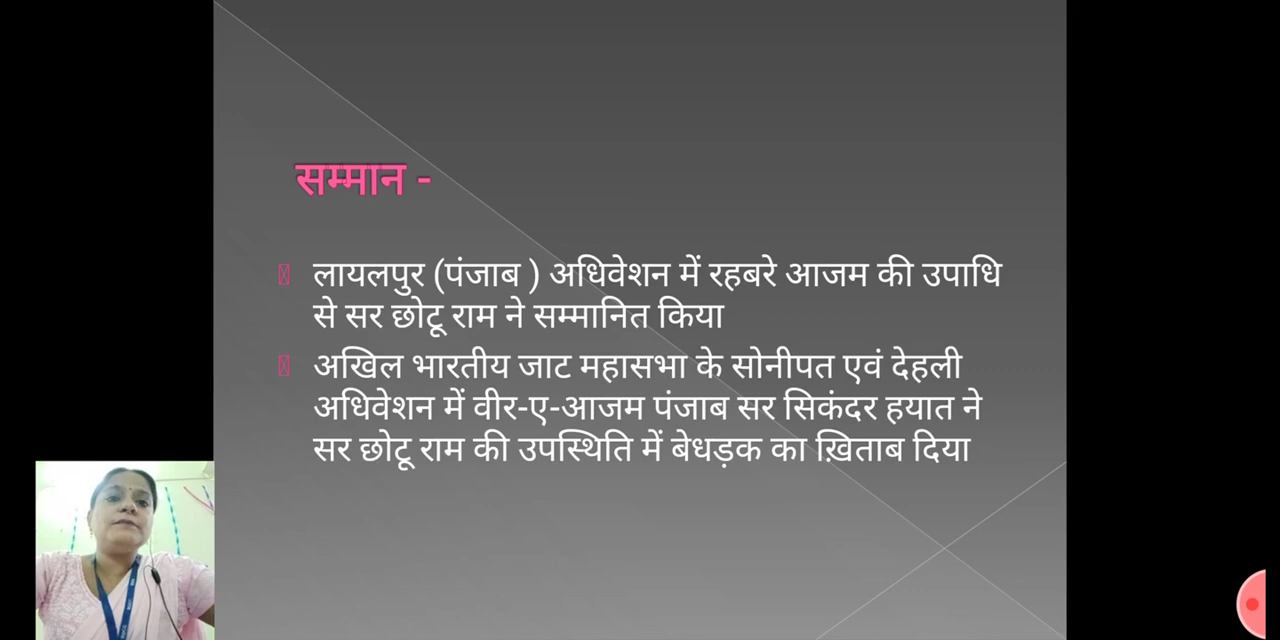 सम्मान -
लायलपुर (पंजाब ) अधिवेशन में रहबरे आजम की उपाधि
से सर छोटू राम ने सम्मानित किया
अखिल भारतीय जाट महासभा के सोनीपत एवं देहली
अधिवेशन में वीर-ए-आजम पंजाब सर सिकंदर हयात ने
सर छोटू राम की उपस्थिति में बेधड़क का ख़िताब दिया